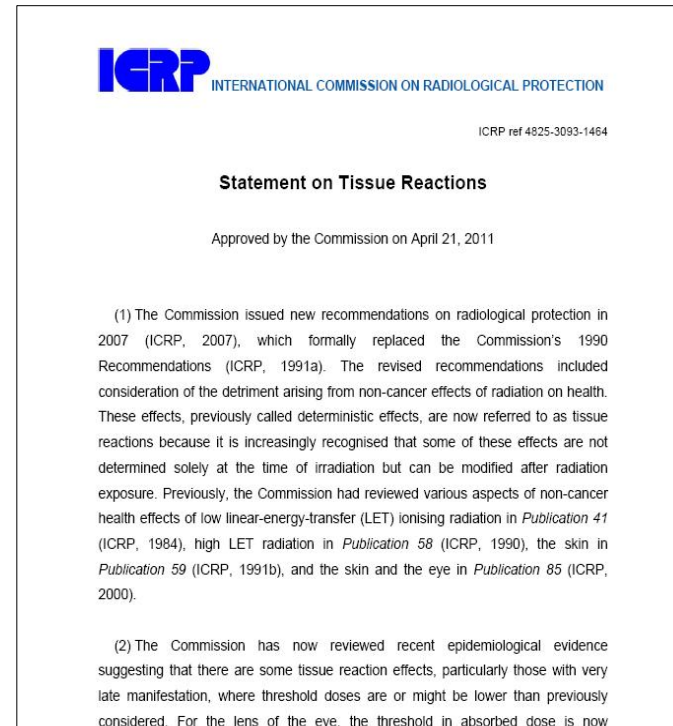 ICRP INTERNATIONAL COMMISSION ON RADIOLOGICAL PROTECTION
ICRP ref 4825-3093-1464
Statement on Tissue Reactions
Approved by the Commission on April 21, 2011
(1) The Commission issued new recommendations on radiological protection in
2007 (ICRP, 2007), which formally replaced the Commission's 1990
Recommendations (ICRP, 1991a). The revised recommendations included
consideration of the detriment arising from non-cancer effects of radiation on health.
These effects, previously called deterministic effects, are now referred to as tissue
reactions because it is increasingly recognised that some of these effects are not
determined solely at the time of irradiation but can be modified after radiation
exposure. Previously, the Commission had reviewed various aspects of non-cancer
health effects of low linear-energy-transfer (LET) ionising radiation in Publication 41
(ICRP, 1984), high LET radiation in Publication 58 (ICRP, 1990), the skin in
Publication 59 (ICRP, 1991b), and the skin and the eye in Publication 85 (ICRP,
2000).
(2) The Commission has now reviewed recent epidemiological evidence
suggesting that there are some tissue reaction effects, particularly those with very
late manifestation, where threshold doses are or might be lower than previously
considered. For the lens of the eye, the threshold in absorbed dose is now